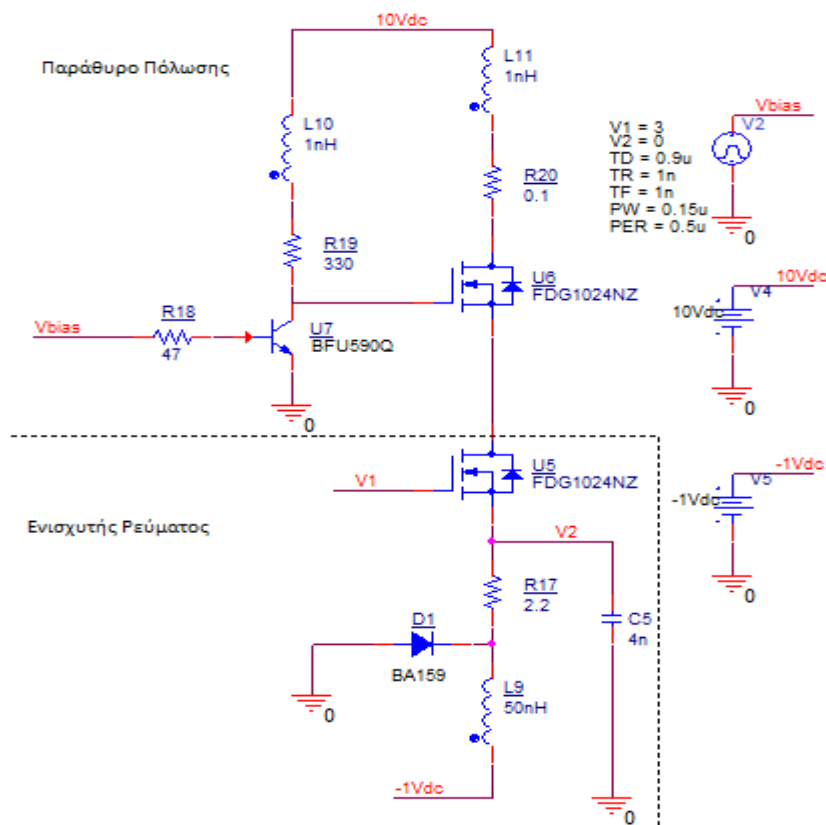 10Vdc
Παράθυρο Πόλωσης
L11
1nH
L10
1nH
R20
0.1
R19
330
U6
FDG1024NZ
Vbias
R18
47
U7
BFU590Q
0
Vbias
V2
V1 = 3
V2 = 0
TD = 0.9u
TR = 1n
TF = 1n
PW = 0.15u
PER = 0.5u
0
10Vdc
V4
10Vdc
0
U5
FDG1024NZ
V1
Ενισχυτής Ρεύματος
V2
R17
2.2
C5
4n
D1
BA159
0
L9
50nH
-1Vdc
0
-1Vdc
V5
-1Vdc
0